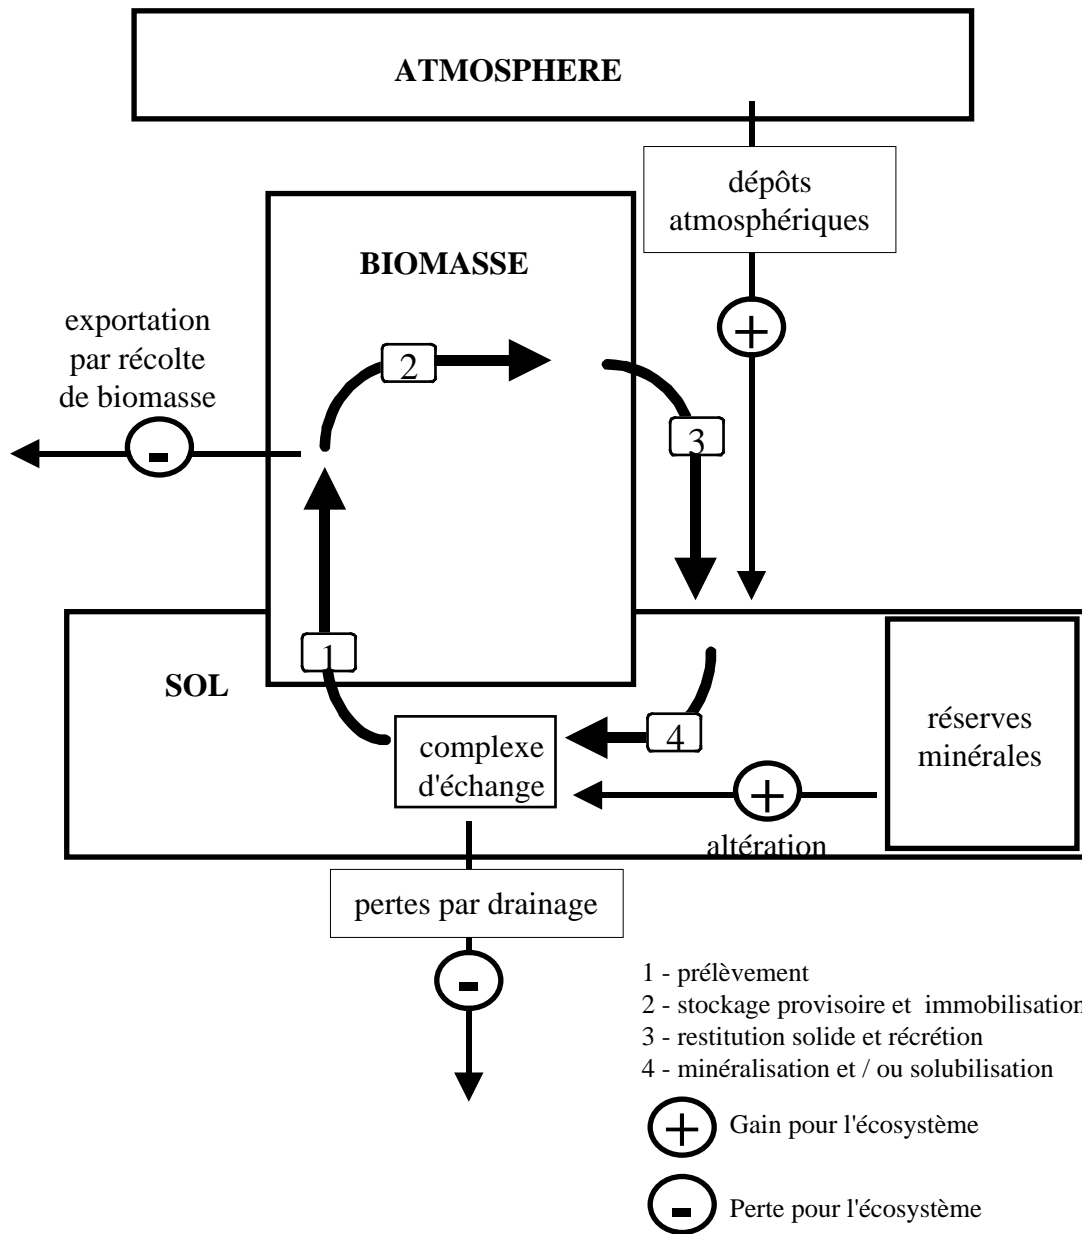 ATMOSPHERE
dépôts
atmosphériques
+
BIOMASSE
exportation
par récolte
de biomasse
-
2
3
1
SOL
4
complexe
d'échange
réserves
minérales
+
altération
pertes par drainage
-
1 - prélèvement
2 - stockage provisoire et immobilisation
3 - restitution solide et récrétion
4 - minéralisation et / ou solubilisation
+ Gain pour l'écosystème
- Perte pour l'écosystème